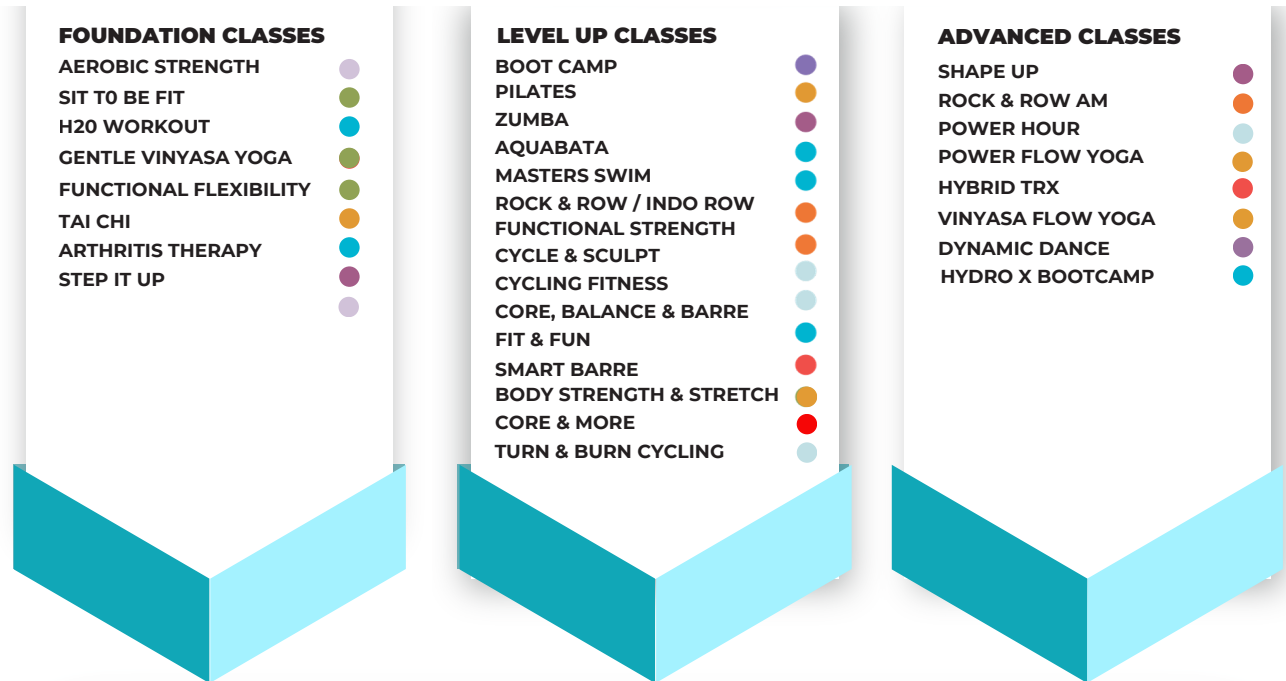 FOUNDATION CLASSES
AEROBIC STRENGTH
SIT T0 BE FIT
H20 WORKOUT
GENTLE VINYASA YOGA
FUNCTIONAL FLEXIBILITY
TAI CHI
ARTHRITIS THERAPY
STEP IT UP
LEVEL UP CLASSES
BOOT CAMP
PILATES
ZUMBA
AQUABATA
MASTERS SWIM
ROCK & ROW / INDO ROW
FUNCTIONAL STRENGTH
CYCLE & SCULPT
CYCLING FITNESS
CORE, BALANCE & BARRE
FIT & FUN
SMART BARRE
BODY STRENGTH & STRETCH
CORE & MORE
TURN & BURN CYCLING
ADVANCED CLASSES
SHAPE UP
ROCK & ROW AM
POWER HOUR
POWER FLOW YOGA
HYBRID TRX
VINYASA FLOW YOGA
DYNAMIC DANCE
HYDRO X BOOTCAMP